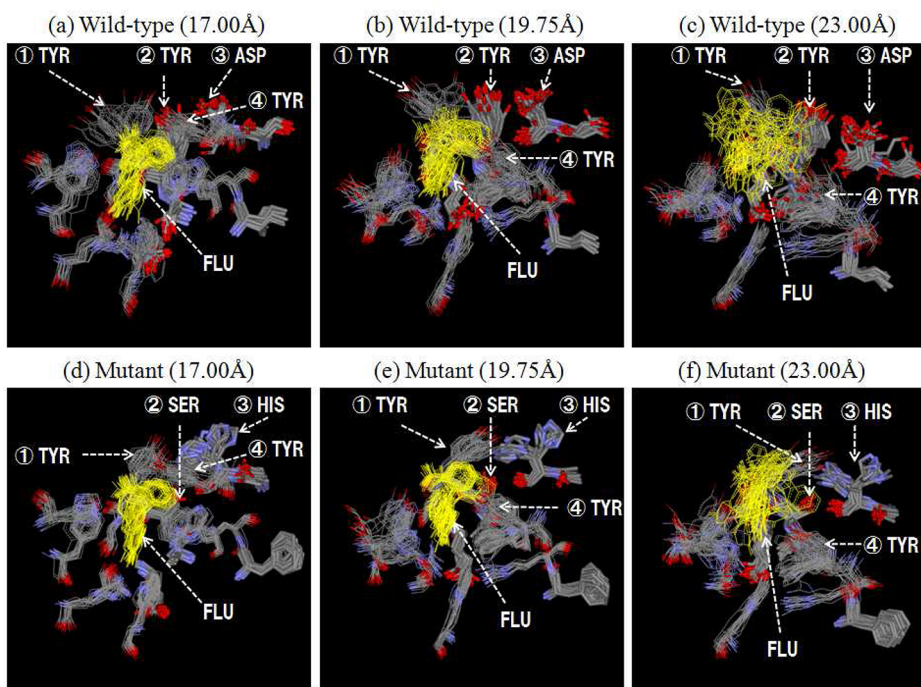 (a) Wild-type (17.00Å)
① TYR
② TYR
③ ASP
④ TYR
FLU
(b) Wild-type (19.75Å)
① TYR
② TYR
③ ASP
④ TYR
FLU
(c) Wild-type (23.00Å)
① TYR
② TYR
③ ASP
④ TYR
FLU
(d) Mutant (17.00Å)
① TYR
② SER
③ HIS
④ TYR
FLU
(e) Mutant (19.75Å)
① TYR
② SER
③ HIS
④ TYR
FLU
(f) Mutant (23.00Å)
① TYR
② SER
③ HIS
④ TYR
FLU